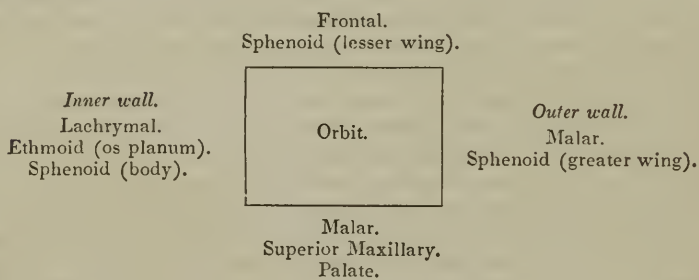 Frontal.
Sphenoid (lesser wing).
Inner wall.
Lachrymal.
Ethmoid (os planum).
Sphenoid (body).
Orbit.
Outer wall.
Malar.
Sphenoid (greater wing).
Malar.
Superior Maxillary.
Palate.